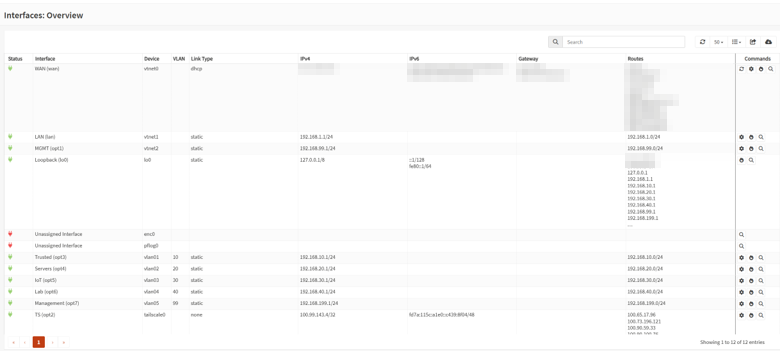 Interfaces: Overview
Search
50
Status Interface Device VLAN Link Type IPv4 IPv6 Gateway Routes Commands
WAN (wan) vtnet0 dhcp
LAN (lan) vtnet1 static 192.168.1.1/24 192.168.1.0/24
MGMT (opt1) vtnet2 static 192.168.99.1/24 192.168.99.0/24
Loopback (lo0) lo0 static 127.0.0.1/8 ::1/128
fe80::1/64
127.0.0.1
192.168.1.1
192.168.10.1
192.168.20.1
192.168.30.1
192.168.40.1
192.168.99.1
192.168.199.1
...
Unassigned Interface enc0
Unassigned Interface pflog0
Trusted (opt3) vlan01 10 static 192.168.10.1/24 192.168.10.0/24
Servers (opt4) vlan02 20 static 192.168.20.1/24 192.168.20.0/24
IoT (opt5) vlan03 30 static 192.168.30.1/24 192.168.30.0/24
Lab (opt6) vlan04 40 static 192.168.40.1/24 192.168.40.0/24
Management (opt7) vlan05 99 static 192.168.199.1/24 192.168.199.0/24
TS (opt2) tailscale0 none 100.99.141.4/32 100.65.17.96
100.73.196.121
100.90.59.33
« ‹ 1 › »
Showing 1 to 12 of 12 entries